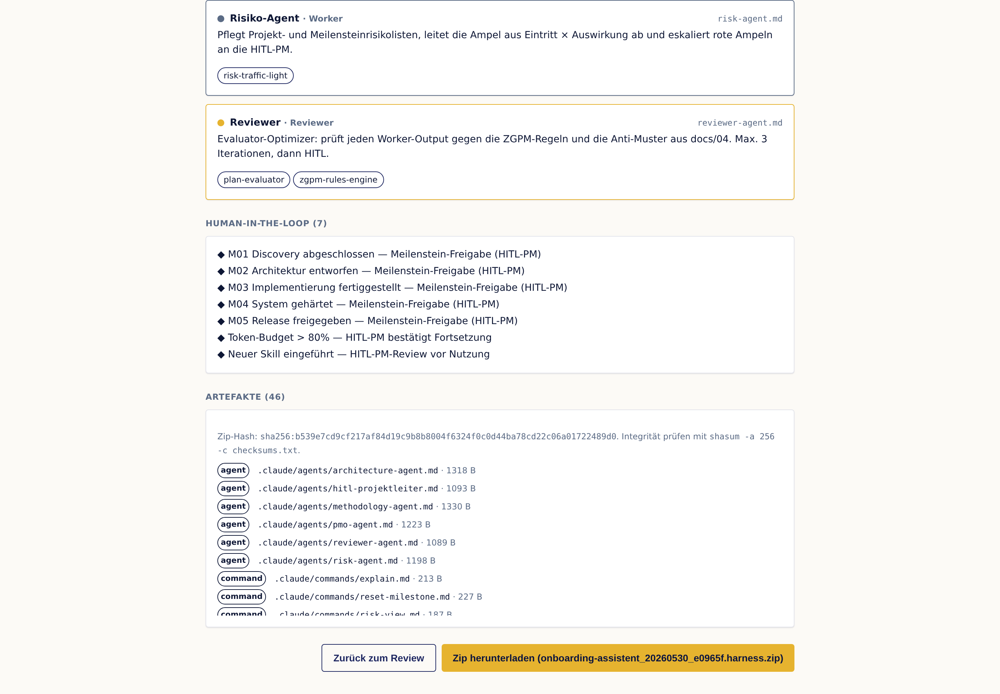 Risiko-Agent · Worker risk-agent.md
Pflegt Projekt- und Meilensteinrisikolisten, leitet die Ampel aus Eintritt × Auswirkung ab und eskaliert rote Ampeln
an die HITL-PM.
risk-traffic-light
Reviewer · Reviewer reviewer-agent.md
Evaluator-Optimizer: prüft jeden Worker-Output gegen die ZGPM-Regeln und die Anti-Muster aus docs/04. Max. 3
Iterationen, dann HITL.
plan-evaluator zgpm-rules-engine
HUMAN-IN-THE-LOOP (7)
◆ M01 Discovery abgeschlossen — Meilenstein-Freigabe (HITL-PM)
◆ M02 Architektur entworfen — Meilenstein-Freigabe (HITL-PM)
◆ M03 Implementierung fertiggestellt — Meilenstein-Freigabe (HITL-PM)
◆ M04 System gehärtet — Meilenstein-Freigabe (HITL-PM)
◆ M05 Release freigegeben — Meilenstein-Freigabe (HITL-PM)
◆ Token-Budget > 80% — HITL-PM bestätigt Fortsetzung
◆ Neuer Skill eingeführt — HITL-PM-Review vor Nutzung
ARTEFAKTE (46)
Zip-Hash: sha256:b539e7cd9cf217af84d19c9b8b8004f6324f0c0d44ba78cd22c06a01722489d0. Integrität prüfen mit shasum -a 256
-c checksums.txt.
agent .claude/agents/architecture-agent.md · 1318 B
agent .claude/agents/hitl-projektleiter.md · 1093 B
agent .claude/agents/methodology-agent.md · 1330 B
agent .claude/agents/pmo-agent.md · 1223 B
agent .claude/agents/reviewer-agent.md · 1089 B
agent .claude/agents/risk-agent.md · 1198 B
command .claude/commands/explain.md · 213 B
command .claude/commands/reset-milestone.md · 227 B
command .claude/commands/risk-view.md · 187 B
Zurück zum Review Zip herunterladen (onboarding-assistent_20260530_e0965f.harness.zip)